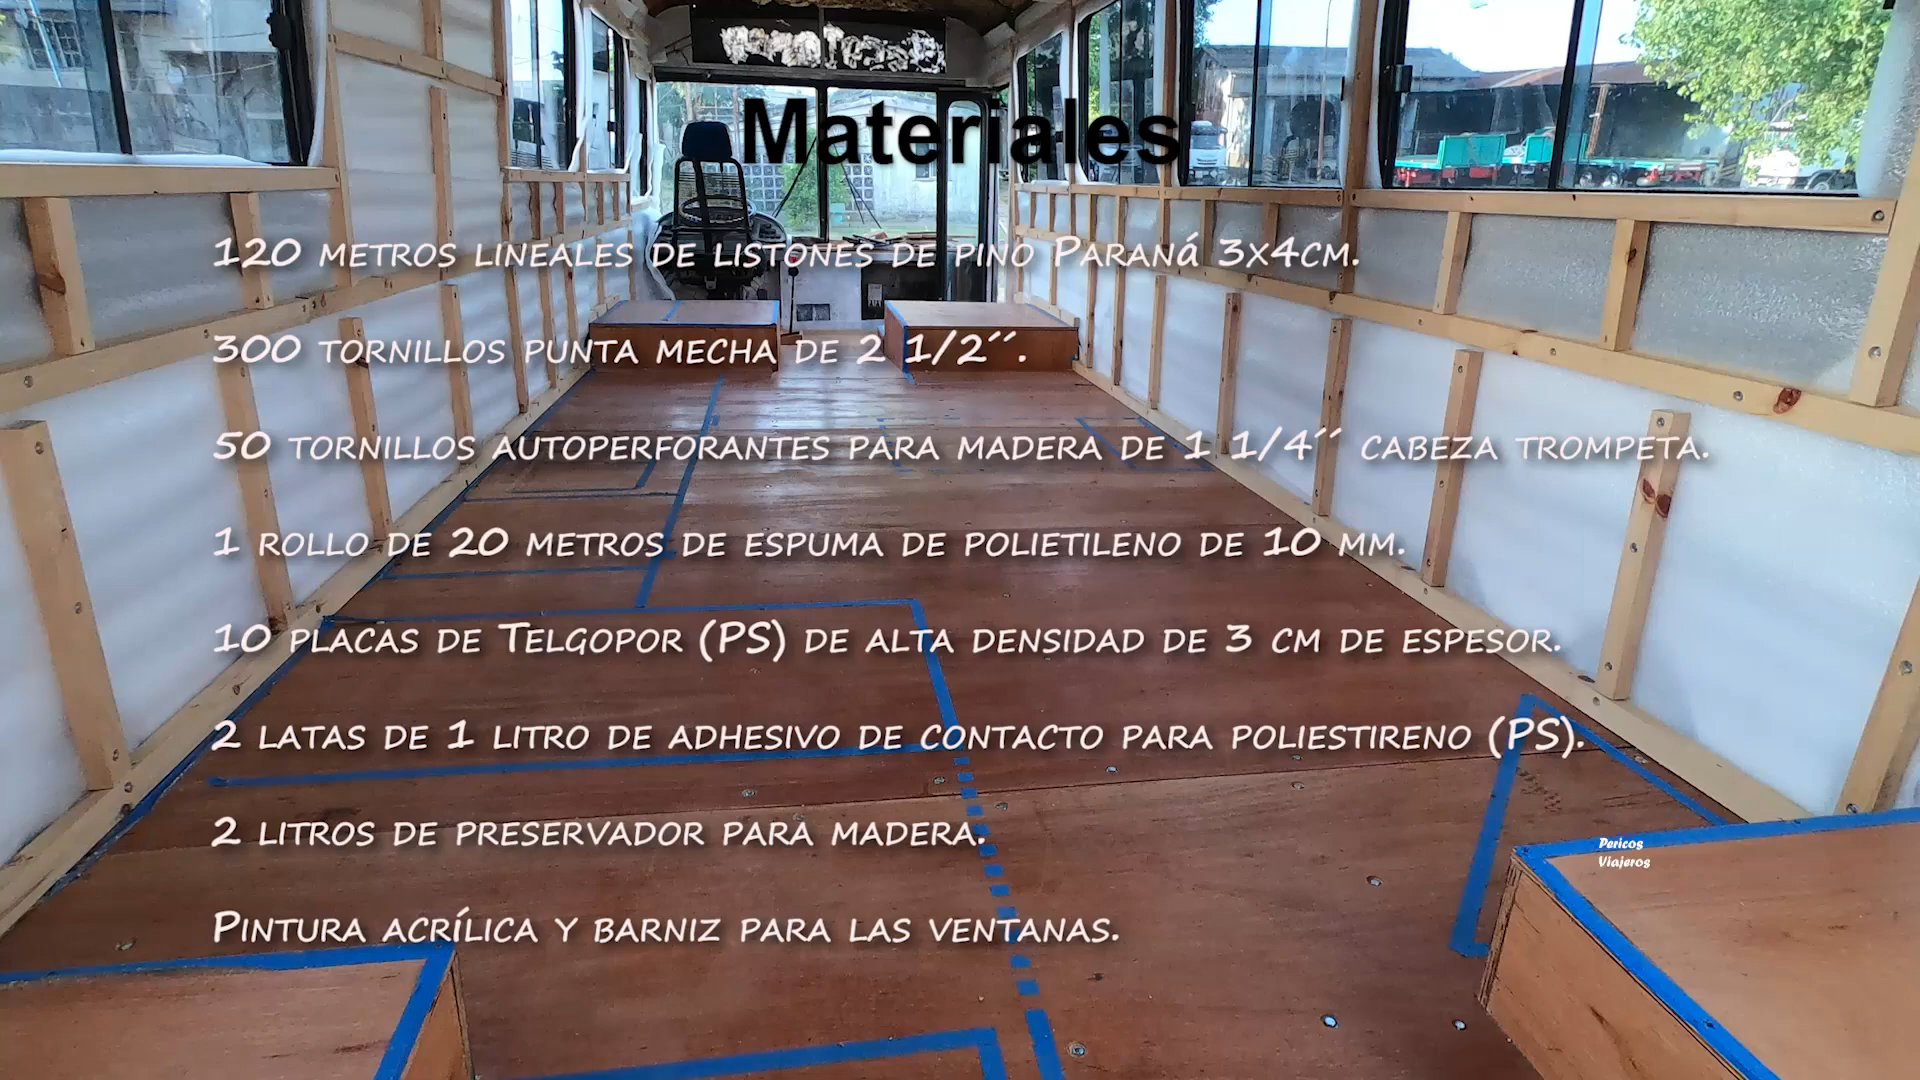 Materiales
120 metros lineales de listones de pino Paraná 3x4cm.
300 tornillos punta mecha de 2 1/2´´.
50 tornillos autoperforantes para madera de 1 1/4´´ cabeza trompeta.
1 rollo de 20 metros de espuma de polietileno de 10 mm.
10 placas de Telgopor (PS) de alta densidad de 3 cm de espesor.
2 latas de 1 litro de adhesivo de contacto para poliestireno (PS).
2 litros de preservador para madera.
Pintura acrílica y barniz para las ventanas.
Pericos
Viajeros